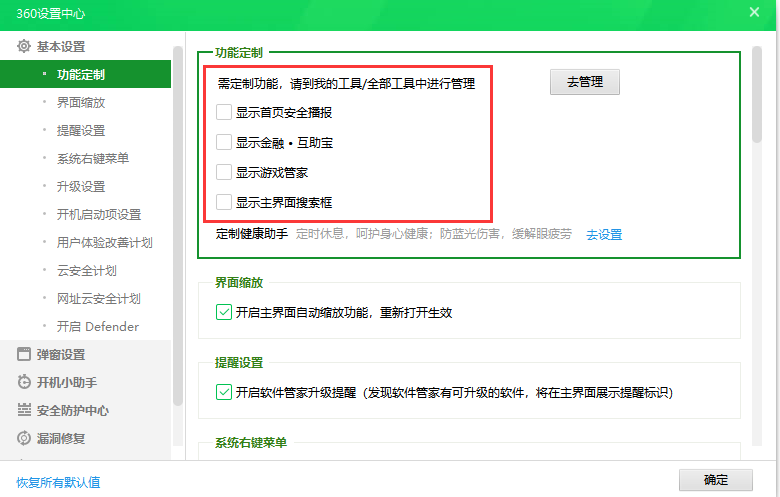 360设置中心
基本设置
功能定制
界面缩放
提醒设置
系统右键菜单
升级设置
开机启动项设置
用户体验改善计划
云安全计划
网址云安全计划
开启 Defender
弹窗设置
开机小助手
安全防护中心
漏洞修复
恢复所有默认值
功能定制
需定制功能，请到我的工具/全部工具中进行管理
去管理
显示首页安全播报
显示金融·互助宝
显示游戏管家
显示主界面搜索框
定制健康助手 定时休息，呵护身心健康；防蓝光伤害，缓解眼疲劳 去设置
界面缩放
开启主界面自动缩放功能，重新打开生效
提醒设置
开启软件管家升级提醒（发现软件管家有可升级的软件，将在主界面展示提醒标识）
系统右键菜单
确定